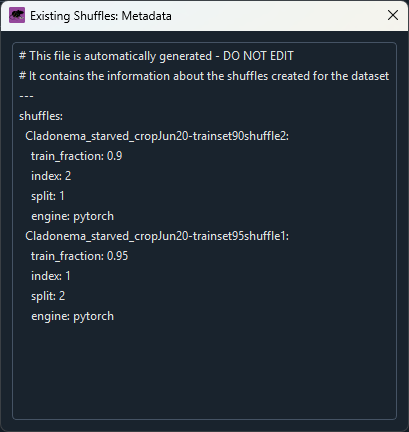 Existing Shuffles: Metadata
# This file is automatically generated - DO NOT EDIT
# It contains the information about the shuffles created for the dataset
---
shuffles:
  Cladonema_starved_cropJun20-trainset90shuffle2:
    train_fraction: 0.9
    index: 2
    split: 1
    engine: pytorch
  Cladonema_starved_cropJun20-trainset95shuffle1:
    train_fraction: 0.95
    index: 1
    split: 2
    engine: pytorch